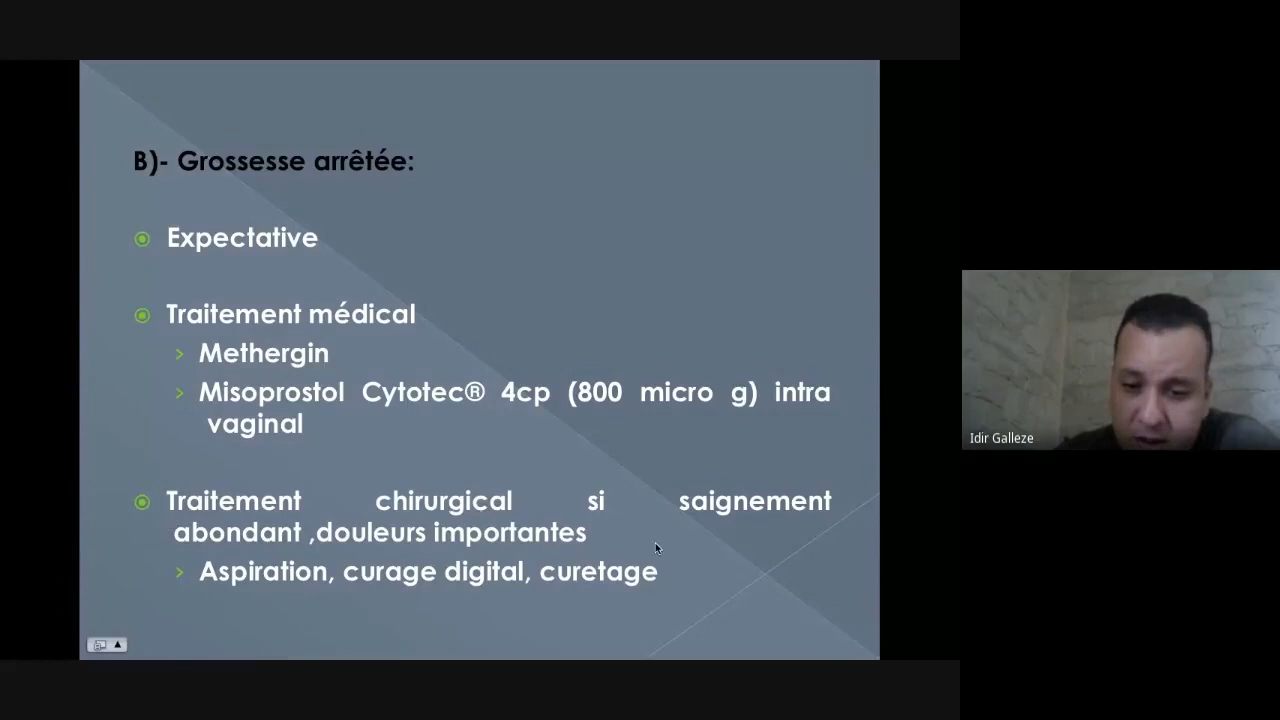 B)- Grossesse arrêtée:
Expectative
Traitement médical
Methergin
Misoprostol Cytotec® 4cp (800 micro g) intra
vaginal
Traitement chirurgical si saignement
abondant ,douleurs importantes
Aspiration, curage digital, curetage
Idir Galleze